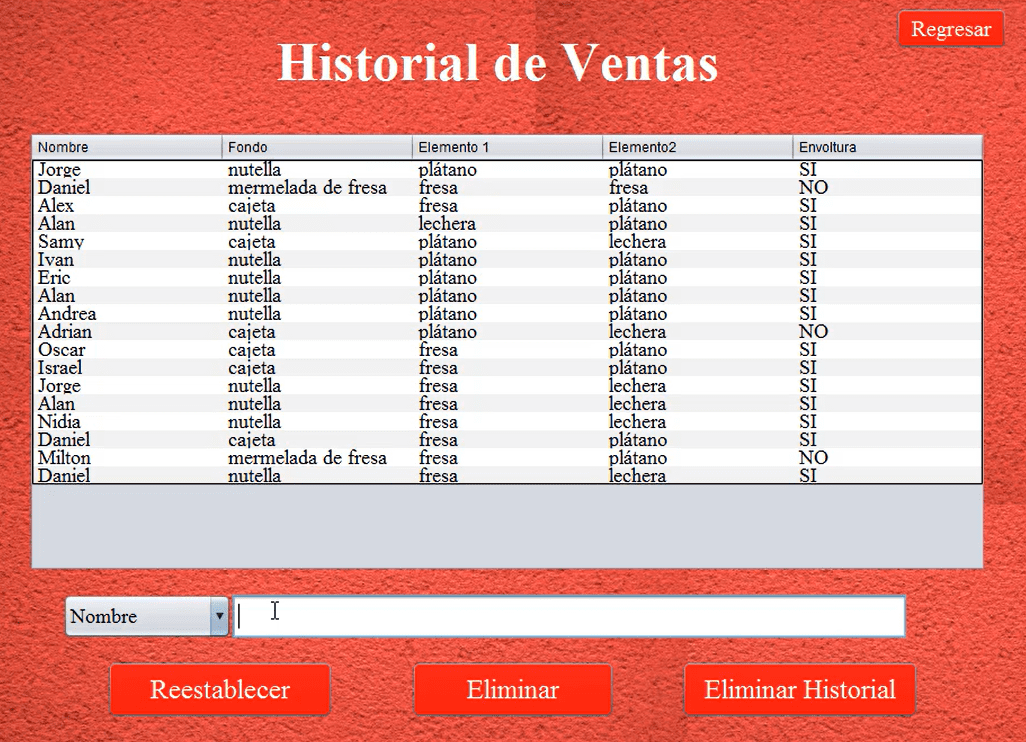 Regresar
Historial de Ventas
Nombre Fondo Elemento 1 Elemento2 Envoltura
Jorge nutella plátano plátano SI
Daniel mermelada de fresa fresa fresa NO
Alex cajeta fresa plátano SI
Alan nutella lechera plátano SI
Samy cajeta plátano lechera SI
Ivan nutella plátano plátano SI
Eric nutella plátano plátano SI
Alan nutella plátano plátano SI
Andrea nutella plátano plátano SI
Adrian cajeta plátano lechera NO
Oscar cajeta fresa plátano SI
Israel cajeta fresa plátano SI
Jorge nutella fresa lechera SI
Alan nutella fresa lechera SI
Nidia nutella fresa lechera SI
Daniel cajeta fresa plátano SI
Milton mermelada de fresa fresa plátano NO
Daniel nutella fresa lechera SI
Nombre
Reestablecer Eliminar Eliminar Historial